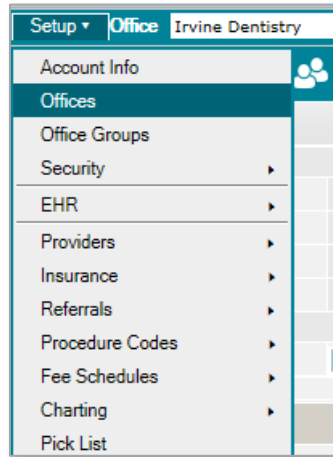 Setup ▾ Office Irvine Dentistry
Account Info
Offices
Office Groups
Security
EHR
Providers
Insurance
Referrals
Procedure Codes
Fee Schedules
Charting
Pick List